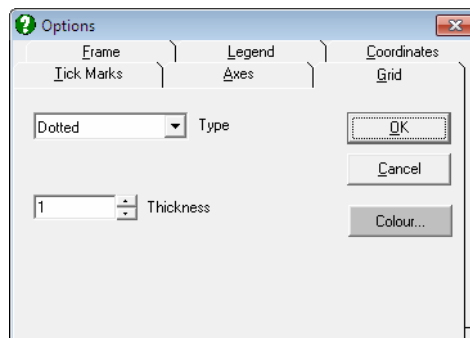 Options
Frame Legend Coordinates
Tick Marks Axes Grid
Dotted Type OK
Cancel
1 Thickness
Colour...